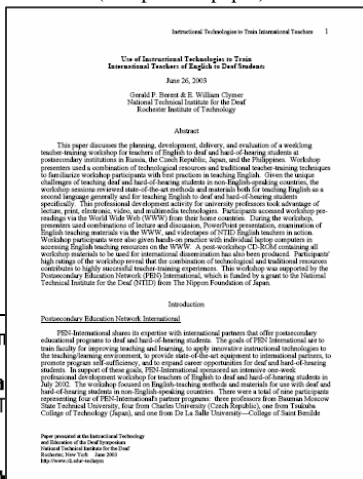 Instructional Technologies to Train International Teachers 1
Use of Instructional Technologies to Train
International Teachers of English to Deaf Students
June 26, 2003
Gerald P. Berent & E. William Clymer
National Technical Institute for the Deaf
Rochester Institute of Technology
Abstract
This paper discusses the planning, development, delivery, and evaluation of a weeklong
teacher-training workshop for teachers of English to deaf and hard-of-hearing students at
postsecondary institutions in Russia, the Czech Republic, Japan, and the Philippines. Workshop
presenters used a combination of technological resources and traditional teacher-training techniques
to familiarize workshop participants with best practices in teaching English. Given the unique
challenges of teaching deaf and hard-of-hearing students in non-English-speaking countries, the
workshop sessions reviewed state-of-the-art methods and materials both for teaching English as a
second language generally and for teaching English to deaf and hard-of-hearing students
specifically. This professional development activity for university professors took advantage of
lecture, print, electronic, video, and multimedia technologies. Participants accessed workshop pre-
readings via the World Wide Web (WWW) from their home countries. During the workshop,
presenters used combinations of lecture and discussion, PowerPoint presentation, examination of
English teaching materials via the WWW, and videotapes of NTID English teachers in action.
Workshop participants were also given hands-on practice with individual laptop computers in
accessing English teaching resources on the WWW. A post-workshop CD-ROM containing all
workshop materials to be used for international dissemination has also been produced. Participants'
high ratings of the workshop reveal that the combination of technological and traditional resources
contributes to highly successful teacher-training experiences. This workshop was supported by the
Postsecondary Education Network (PEN) International, which is funded by a grant to the National
Technical Institute for the Deaf (NTID) from The Nippon Foundation of Japan.
Introduction
Postsecondary Education Network International
PEN-International shares its expertise with international partners that offer postsecondary
educational programs to deaf and hard-of-hearing students. The goals of PEN International are to
train faculty for improving teaching and learning, to apply innovative instructional technologies to
the teaching/learning environment, to provide state-of-the-art equipment to international partners, to
promote program self-sufficiency, and to expand career opportunities for deaf and hard-of-hearing
students. In support of these goals, PEN-International sponsored an intensive one-week
professional development workshop for teachers of English to deaf and hard-of-hearing students in
July 2002. The workshop focused on English-teaching methods and materials for use with deaf and
hard-of-hearing students in non-English-speaking countries. There were a total of nine participants
representing four of PEN-International's partner programs: three professors from Bauman Moscow
State Technical University, four from Charles University (Czech Republic), one from Tsukuba
College of Technology (Japan), and one from De La Salle University—College of Saint Benilde
Paper presented at the Instructional Technology
and Education of the Deaf Symposium
National Technical Institute for the Deaf
Rochester, New York June 2003